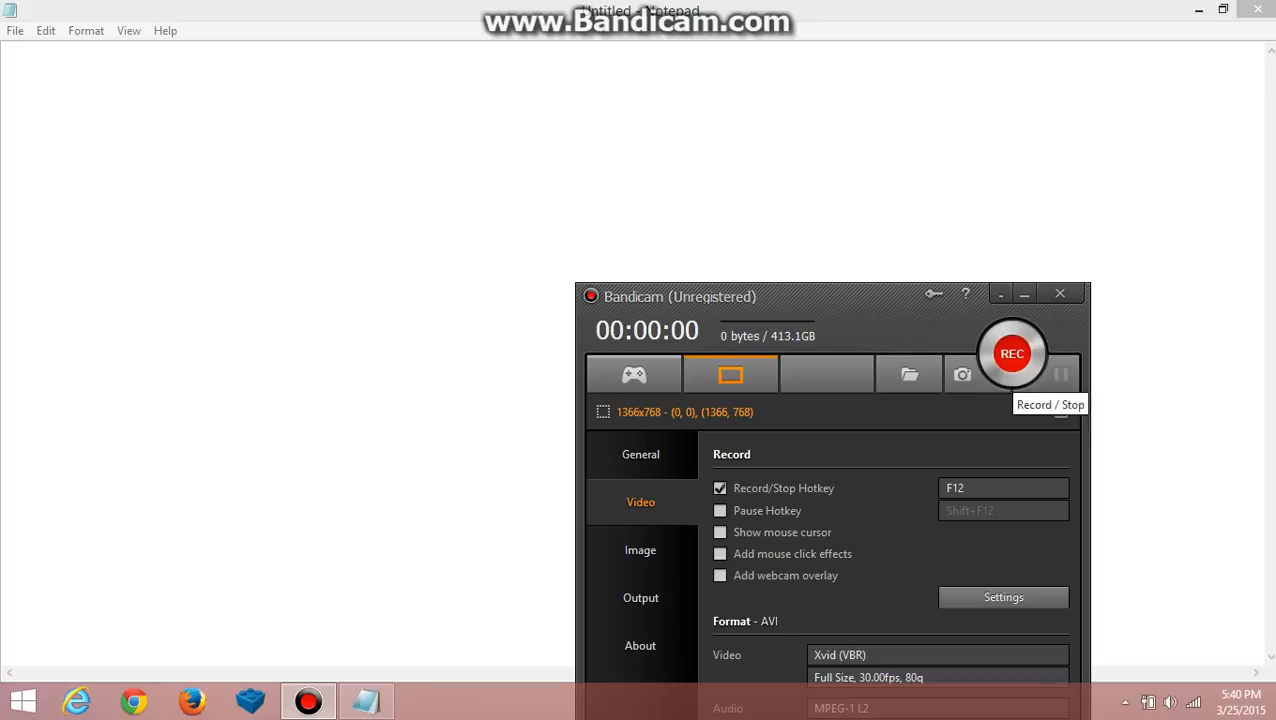 Untitled - Notepad
www.Bandicam.com
File Edit Format View Help
Bandicam (Unregistered)
?
00:00:00
0 bytes / 413.1GB
REC
1366x768 - (0, 0), (1366, 768)
Record / Stop
General
Video
Image
Output
About
Record
Record/Stop Hotkey F12
Pause Hotkey Shift+F12
Show mouse cursor
Add mouse click effects
Add webcam overlay
Settings
Format - AVI
Video Xvid (VBR)
Full Size, 30.00fps, 80q
Audio MPEG-1 L2
5:40 PM
3/25/2015